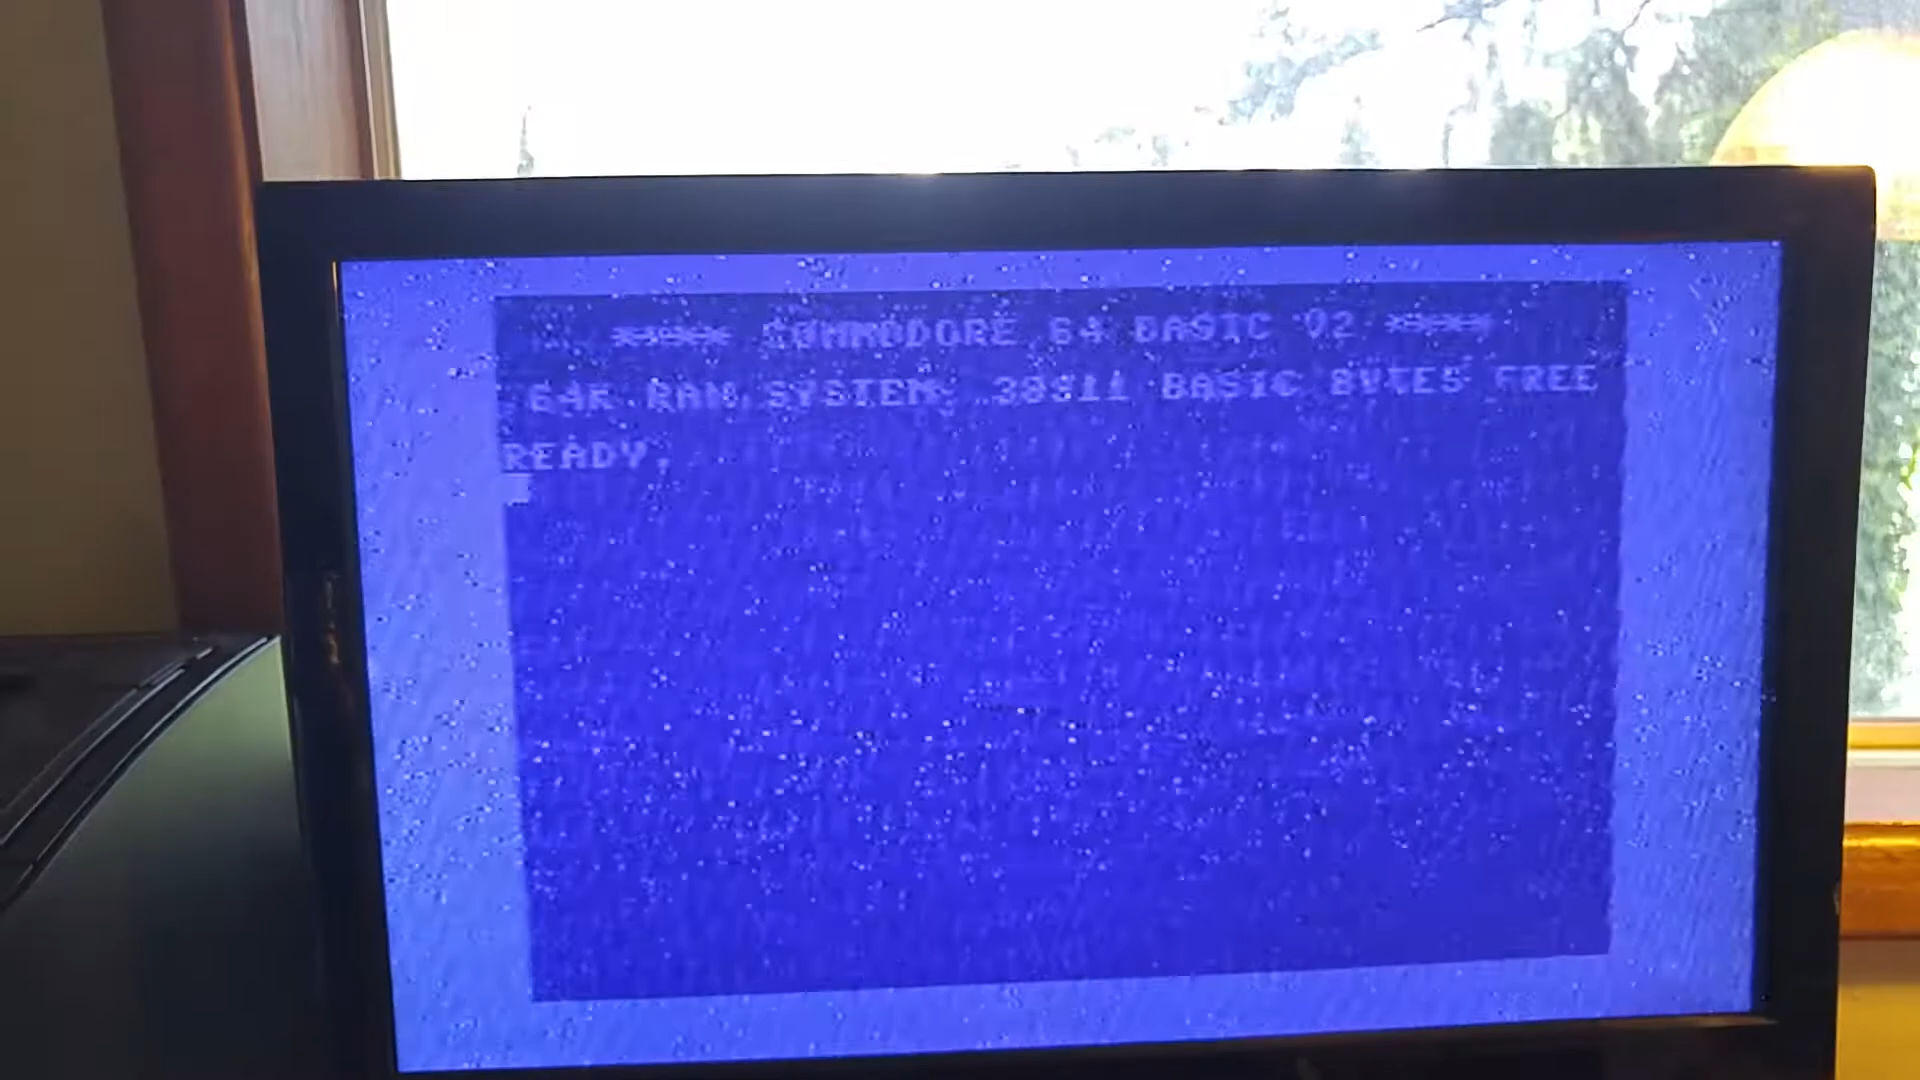 **** COMMODORE 64 BASIC V2 ****
64K RAM SYSTEM 38911 BASIC BYTES FREE
READY.